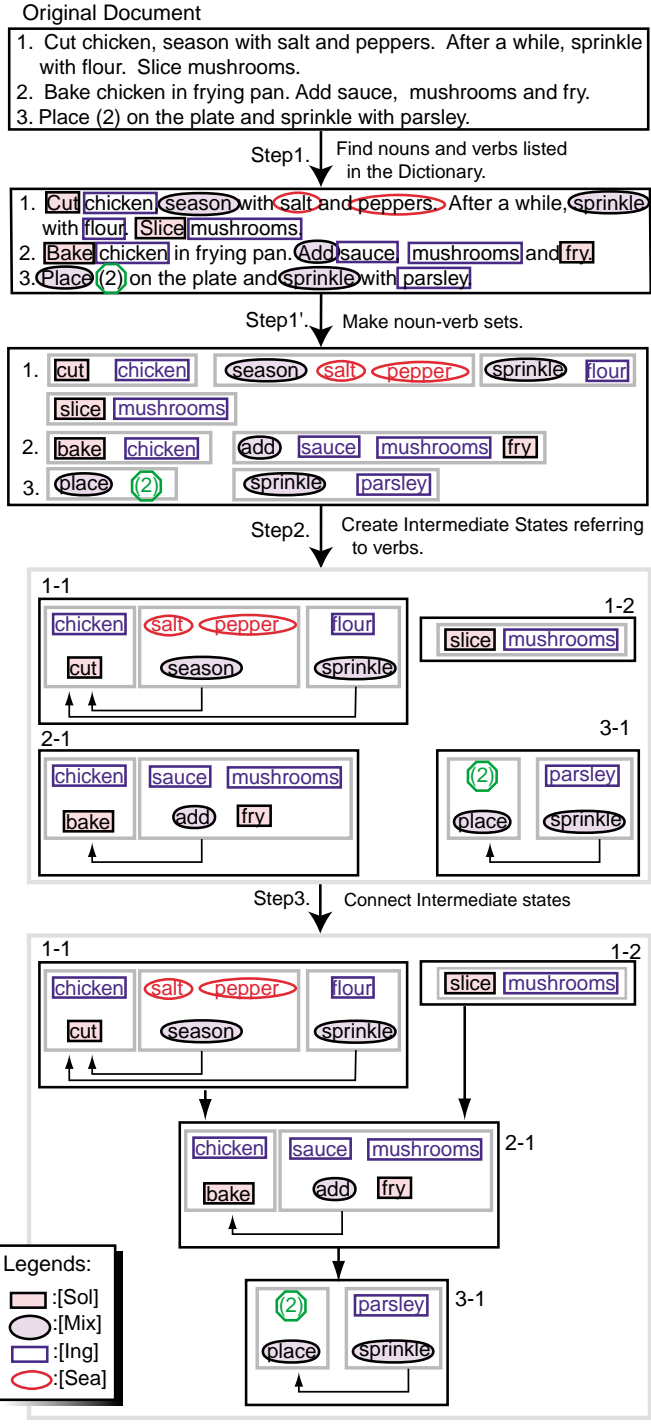 Original Document
1. Cut chicken, season with salt and peppers. After a while, sprinkle
with flour. Slice mushrooms.
2. Bake chicken in frying pan. Add sauce, mushrooms and fry.
3. Place (2) on the plate and sprinkle with parsley.
Step1. Find nouns and verbs listed
in the Dictionary.
1. Cut chicken, season with salt and peppers. After a while, sprinkle
with flour. Slice mushrooms.
2. Bake chicken in frying pan. Add sauce, mushrooms and fry.
3. Place (2) on the plate and sprinkle with parsley.
Step1'. Make noun-verb sets.
1. cut chicken season salt pepper sprinkle flour
slice mushrooms
2. bake chicken add sauce mushrooms fry
3. place (2) sprinkle parsley
Step2. Create Intermediate States referring
to verbs.
1-1
1-2
chicken salt pepper flour
slice mushrooms
cut season sprinkle
2-1
3-1
chicken sauce mushrooms
(2) parsley
bake add fry
place sprinkle
Step3. Connect Intermediate states
1-1
1-2
chicken salt pepper flour
slice mushrooms
cut season sprinkle
chicken sauce mushrooms 2-1
bake add fry
Legends:
:[Sol]
:[Mix]
:[Ing]
:[Sea]
(2) parsley 3-1
place sprinkle